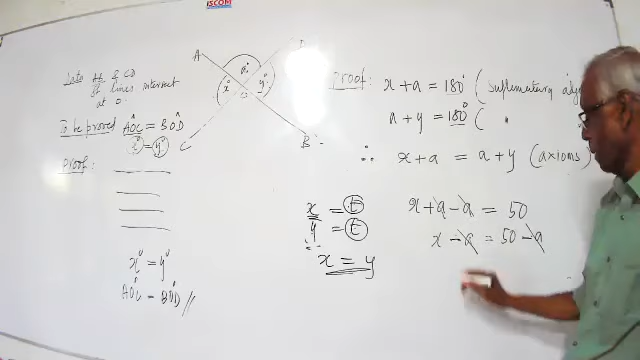 iSCOM
Data AB & CD
St lines intersect
at O.
To be proved AÔC = BÔD
x° = y°
Proof
x° = y°
AÔC = BÔD //
A
D
a°
x°
y°
O
C
B
Proof: x + a = 180° (suplementary adj
a + y = 180° ( "
∴ x + a = a + y (axioms)
x = t
y = t
x = y
x + a - a = 50
x - a = 50 - a